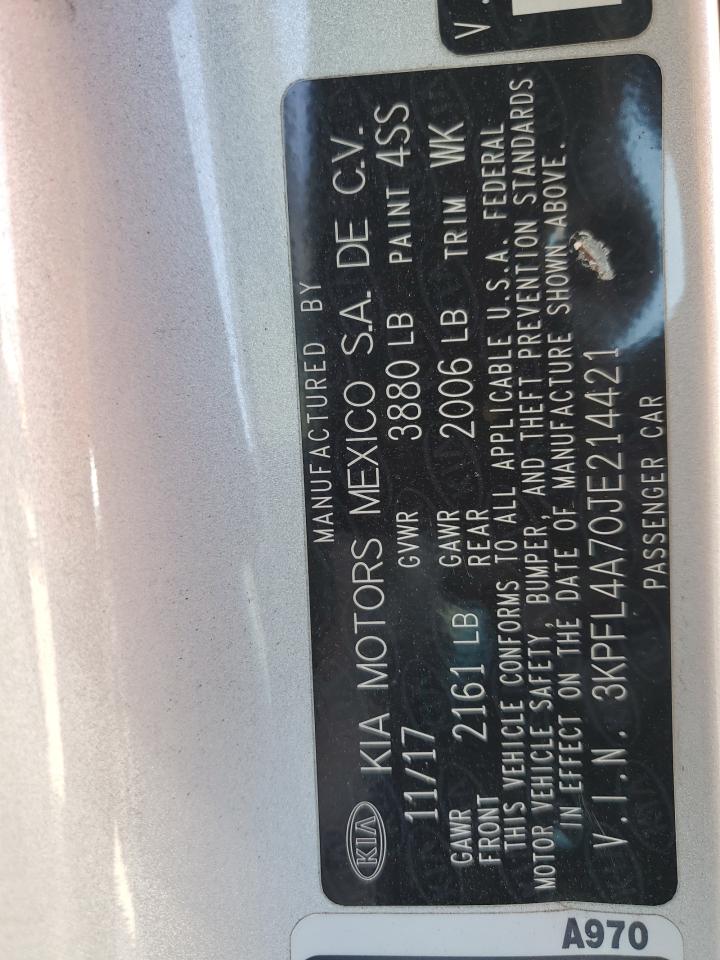 MANUFACTURED BY
KIA KIA MOTORS MEXICO S.A. DE C.V.
11/17 GVWR 3880 LB PAINT 4SS
GAWR FRONT 2161 LB GAWR REAR 2006 LB TRIM WK
THIS VEHICLE CONFORMS TO ALL APPLICABLE U.S.A. FEDERAL
MOTOR VEHICLE SAFETY, BUMPER, AND THEFT PREVENTION STANDARDS
IN EFFECT ON THE DATE OF MANUFACTURE SHOWN ABOVE.
V.I.N. 3KPFL4A70JE214421
PASSENGER CAR
A970
V.